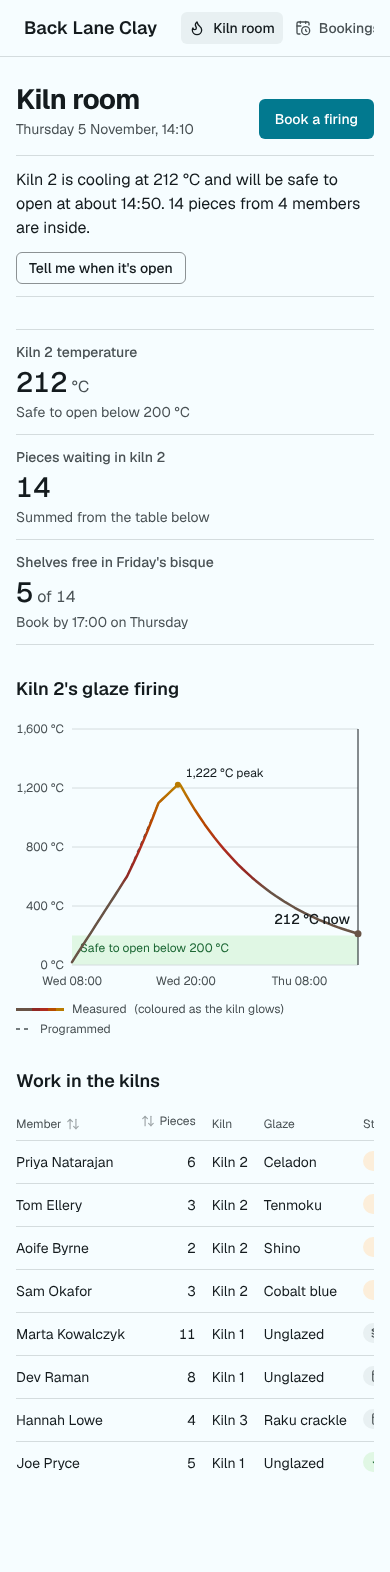 Back Lane Clay
Kiln room
Bookings
Kiln room
Thursday 5 November, 14:10
Book a firing
Kiln 2 is cooling at 212 °C and will be safe to
open at about 14:50. 14 pieces from 4 members
are inside.
Tell me when it's open
Kiln 2 temperature
212 °C
Safe to open below 200 °C
Pieces waiting in kiln 2
14
Summed from the table below
Shelves free in Friday's bisque
5 of 14
Book by 17:00 on Thursday
Kiln 2's glaze firing
1,600 °C
1,222 °C peak
1,200 °C
800 °C
400 °C
212 °C now
Safe to open below 200 °C
0 °C
Wed 08:00 Wed 20:00 Thu 08:00
Measured (coloured as the kiln glows)
Programmed
Work in the kilns
Member Pieces Kiln Glaze St
Priya Natarajan 6 Kiln 2 Celadon
Tom Ellery 3 Kiln 2 Tenmoku
Aoife Byrne 2 Kiln 2 Shino
Sam Okafor 3 Kiln 2 Cobalt blue
Marta Kowalczyk 11 Kiln 1 Unglazed
Dev Raman 8 Kiln 1 Unglazed
Hannah Lowe 4 Kiln 3 Raku crackle
Joe Pryce 5 Kiln 1 Unglazed